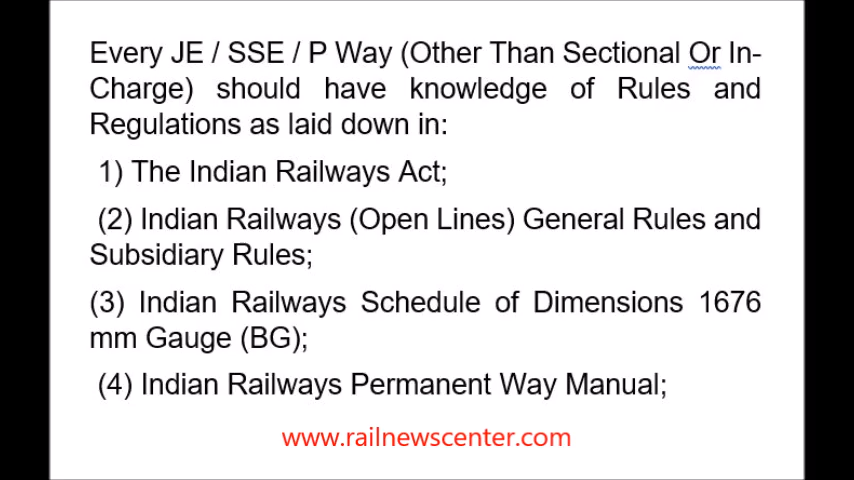 Every JE / SSE / P Way (Other Than Sectional Or In-
Charge) should have knowledge of Rules and
Regulations as laid down in:
1) The Indian Railways Act;
(2) Indian Railways (Open Lines) General Rules and
Subsidiary Rules;
(3) Indian Railways Schedule of Dimensions 1676
mm Gauge (BG);
(4) Indian Railways Permanent Way Manual;
www.railnewscenter.com